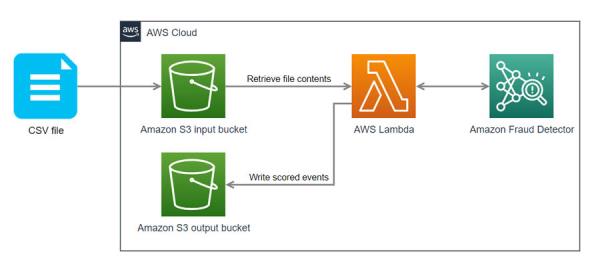 aws
AWS Cloud
Retrieve file contents
CSV file
Amazon S3 input bucket
AWS Lambda
Amazon Fraud Detector
Write scored events
Amazon S3 output bucket